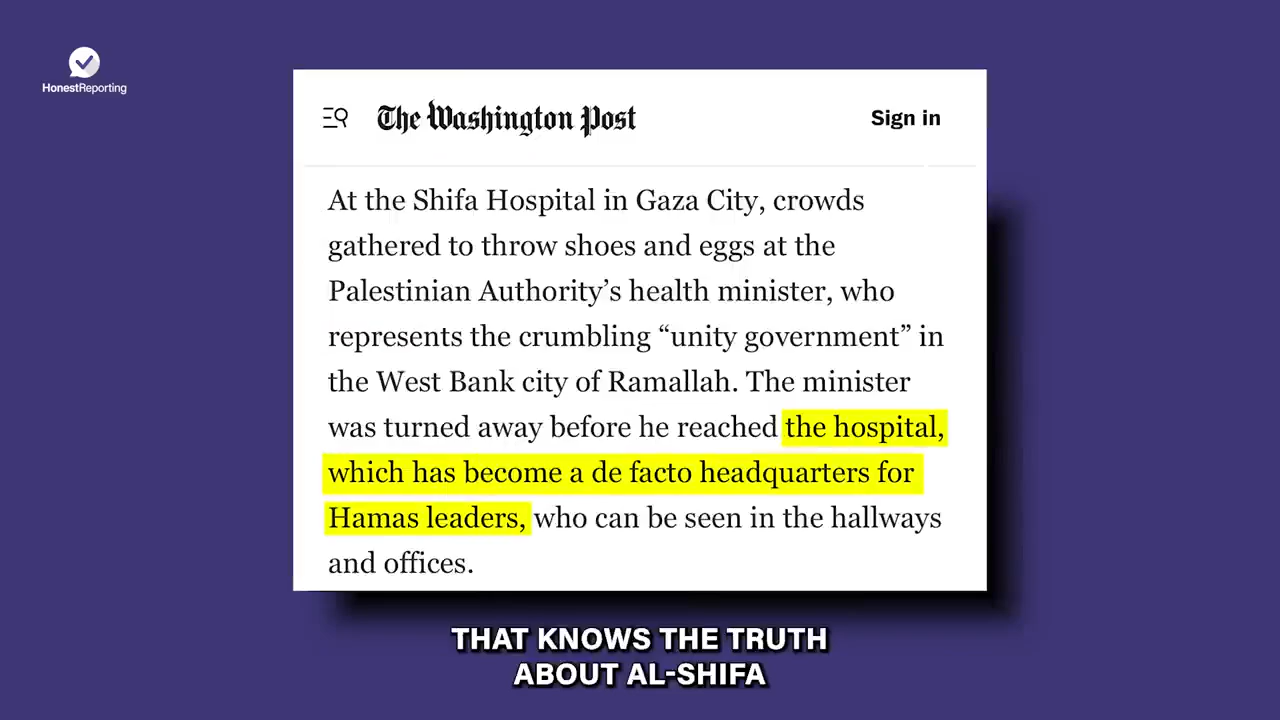 HonestReporting
The Washington Post
Sign in
At the Shifa Hospital in Gaza City, crowds
gathered to throw shoes and eggs at the
Palestinian Authority’s health minister, who
represents the crumbling “unity government” in
the West Bank city of Ramallah. The minister
was turned away before he reached the hospital,
which has become a de facto headquarters for
Hamas leaders, who can be seen in the hallways
and offices.
THAT KNOWS THE TRUTH
ABOUT AL-SHIFA